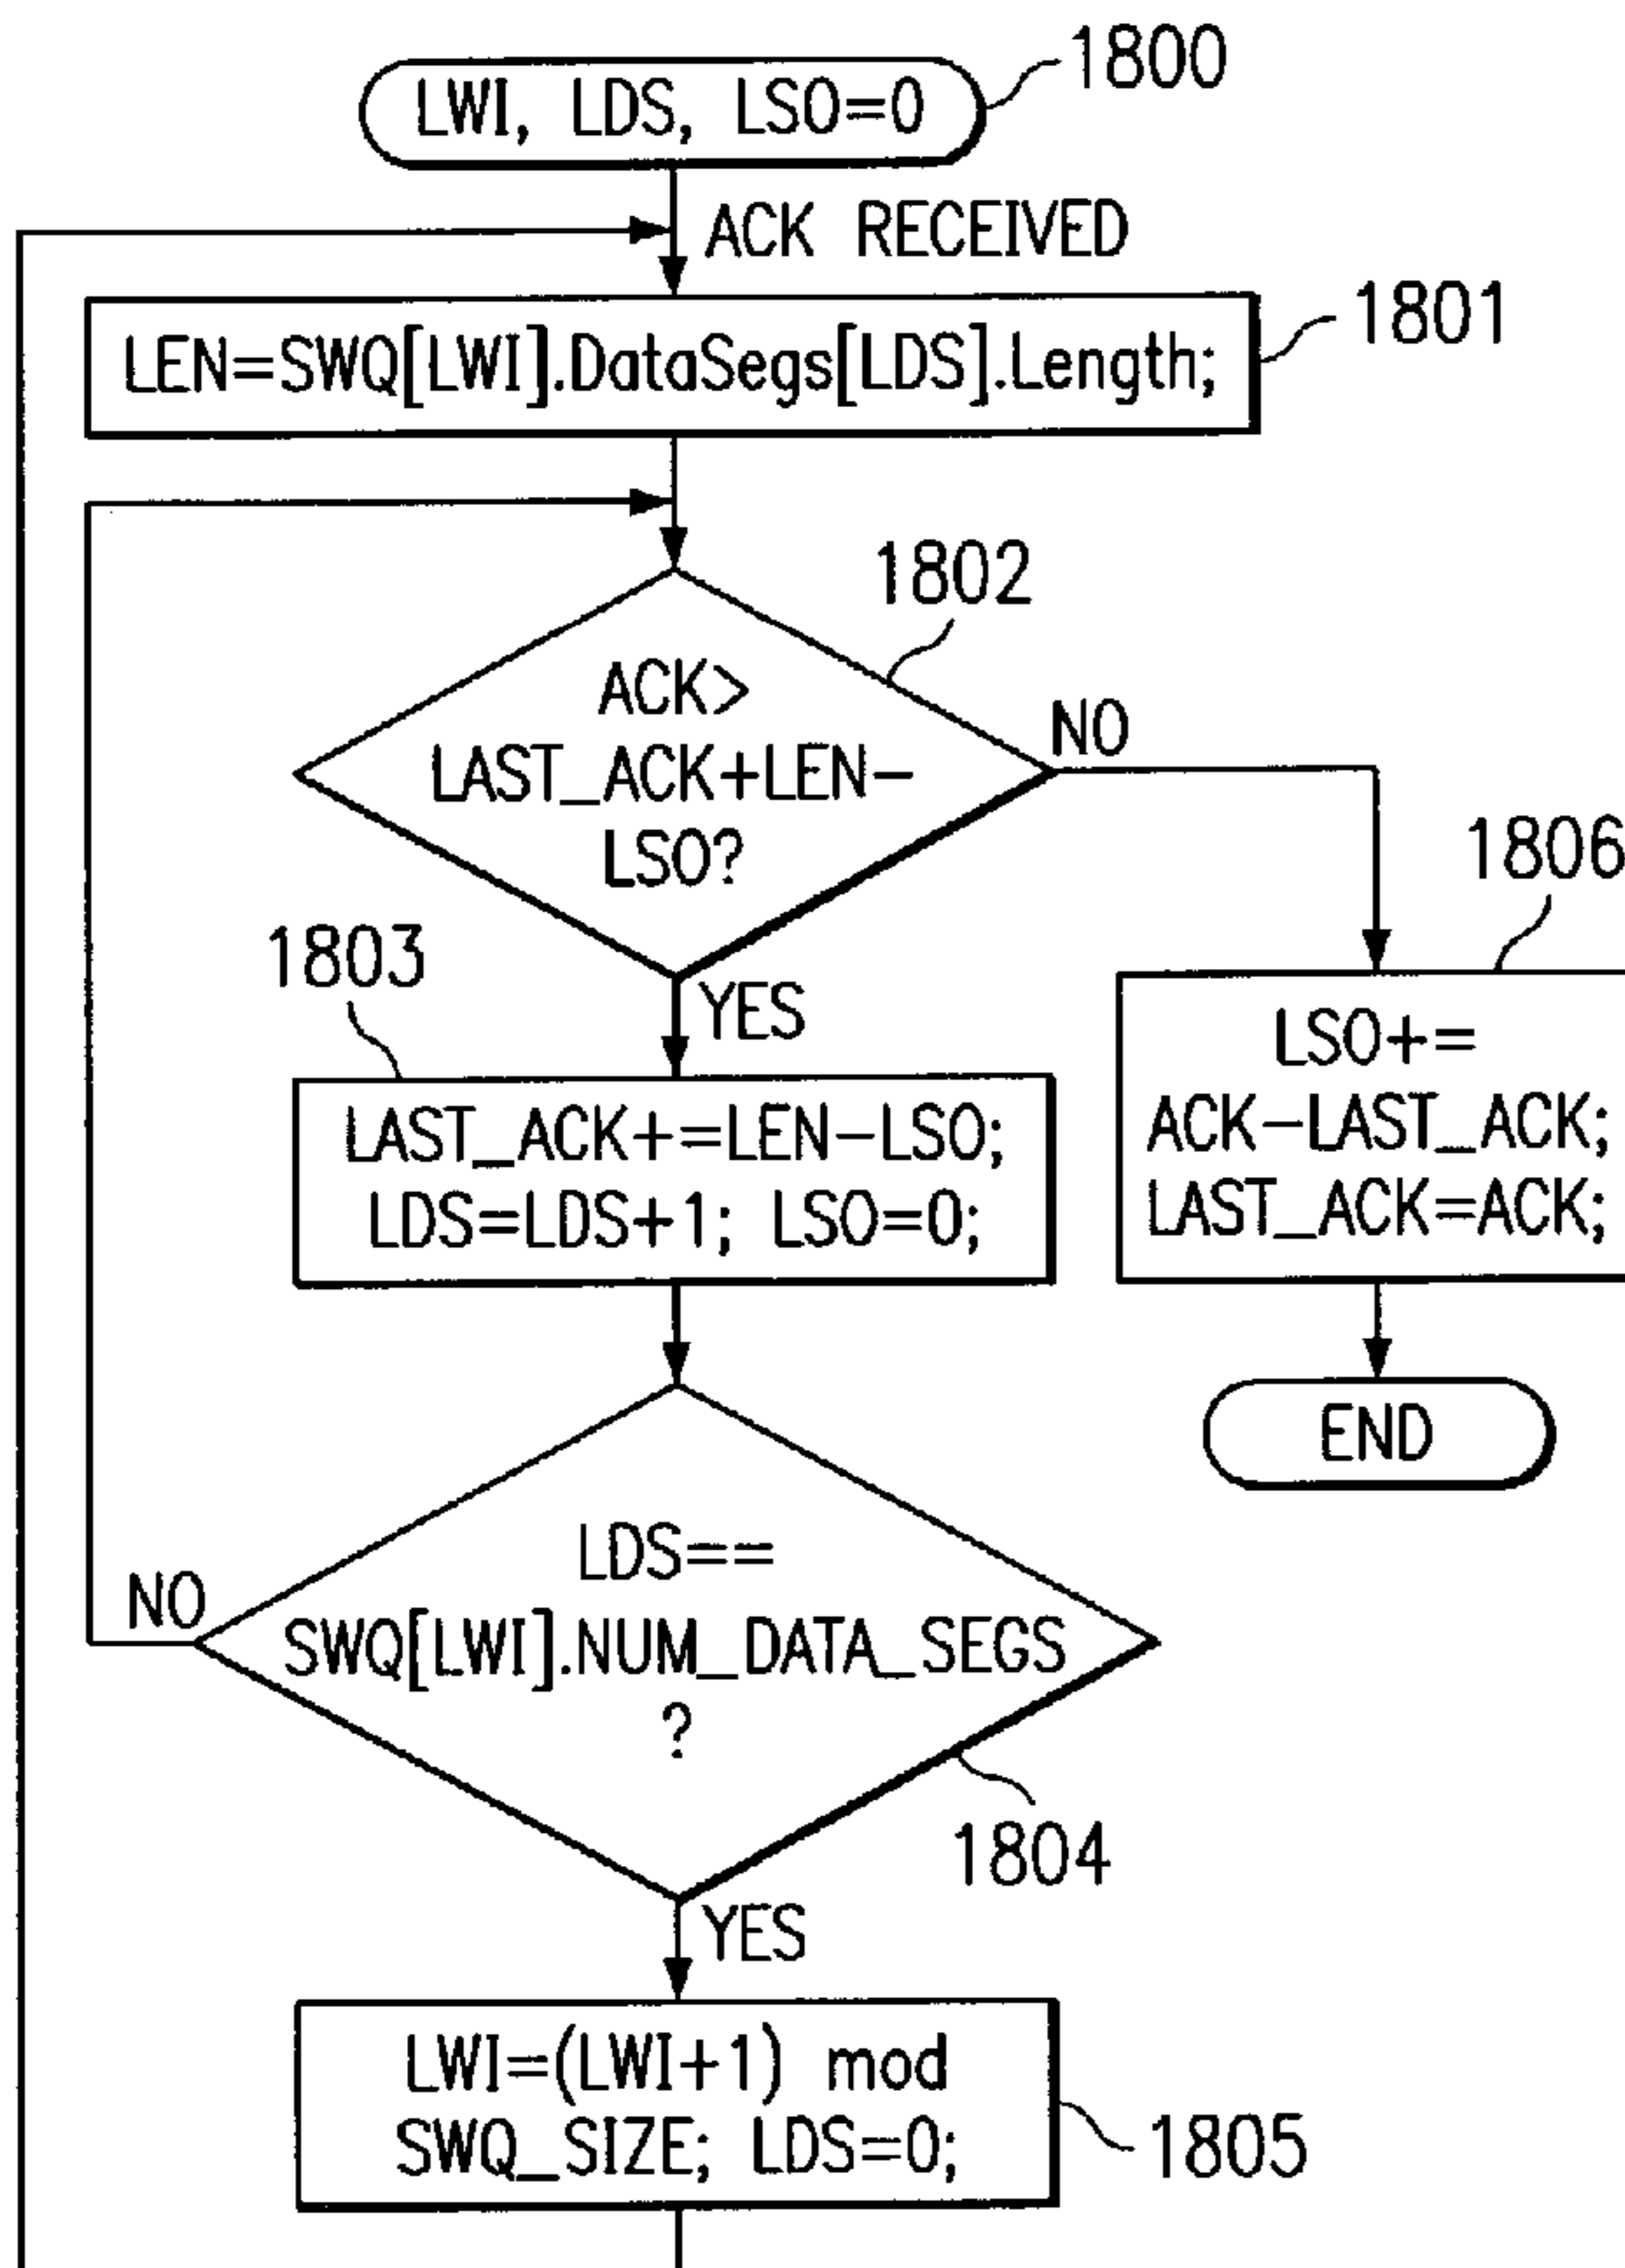 1800
LWI, LDS, LSO=0
ACK RECEIVED
1801
LEN=SWQ[LWI].DataSegs[LDS].Length;
1802
ACK>
LAST_ACK+LEN-
LSO?
NO
1806
1803
YES
LSO+=
ACK-LAST_ACK;
LAST_ACK=ACK;
LAST_ACK+=LEN-LSO;
LDS=LDS+1; LSO=0;
END
LDS==
SWQ[LWI].NUM_DATA_SEGS
?
NO
1804
YES
LWI=(LWI+1) mod
SWQ_SIZE; LDS=0;
1805